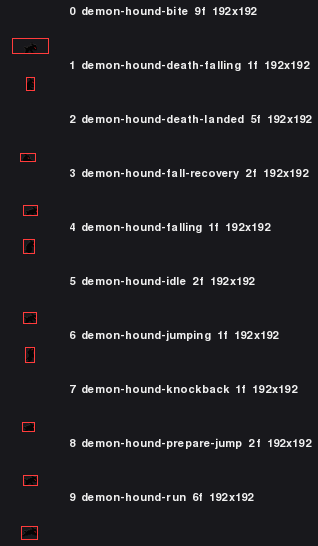 0 demon-hound-bite 9f 192x192
1 demon-hound-death-falling 1f 192x192
2 demon-hound-death-landed 5f 192x192
3 demon-hound-fall-recovery 2f 192x192
4 demon-hound-falling 1f 192x192
5 demon-hound-idle 2f 192x192
6 demon-hound-jumping 1f 192x192
7 demon-hound-knockback 1f 192x192
8 demon-hound-prepare-jump 2f 192x192
9 demon-hound-run 6f 192x192